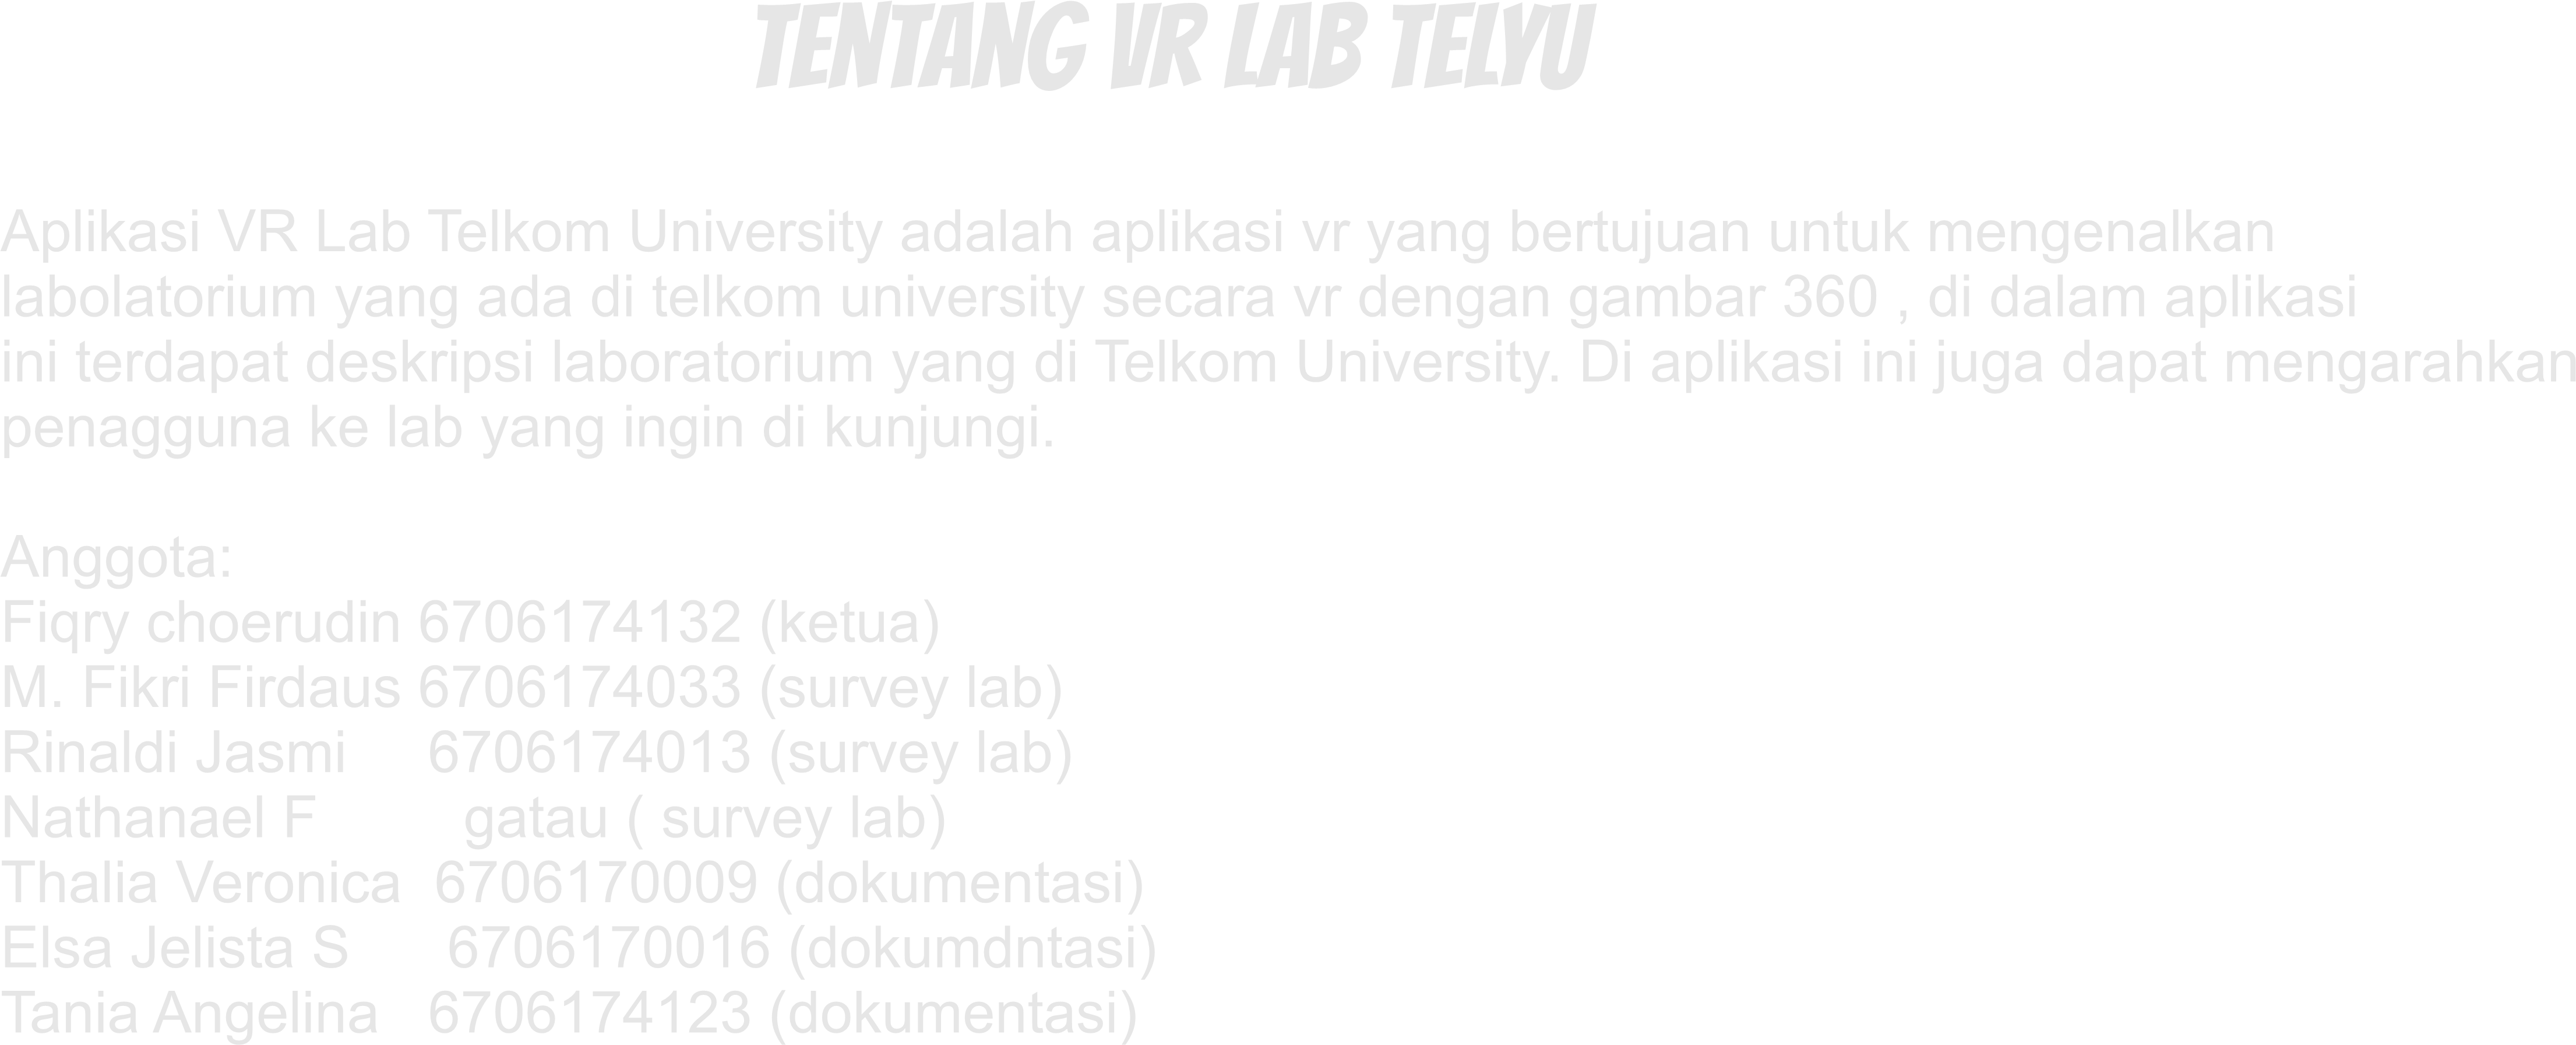 TENTANG VR LAB TELYU
Aplikasi VR Lab Telkom University adalah aplikasi vr yang bertujuan untuk mengenalkan
labolatorium yang ada di telkom university secara vr dengan gambar 360 , di dalam aplikasi
ini terdapat deskripsi laboratorium yang di Telkom University. Di aplikasi ini juga dapat mengarahkan
penagguna ke lab yang ingin di kunjungi.
Anggota:
Fiqry choerudin 6706174132 (ketua)
M. Fikri Firdaus 6706174033 (survey lab)
Rinaldi Jasmi 6706174013 (survey lab)
Nathanael F gatau ( survey lab)
Thalia Veronica 6706170009 (dokumentasi)
Elsa Jelista S 6706170016 (dokumdntasi)
Tania Angelina 6706174123 (dokumentasi)